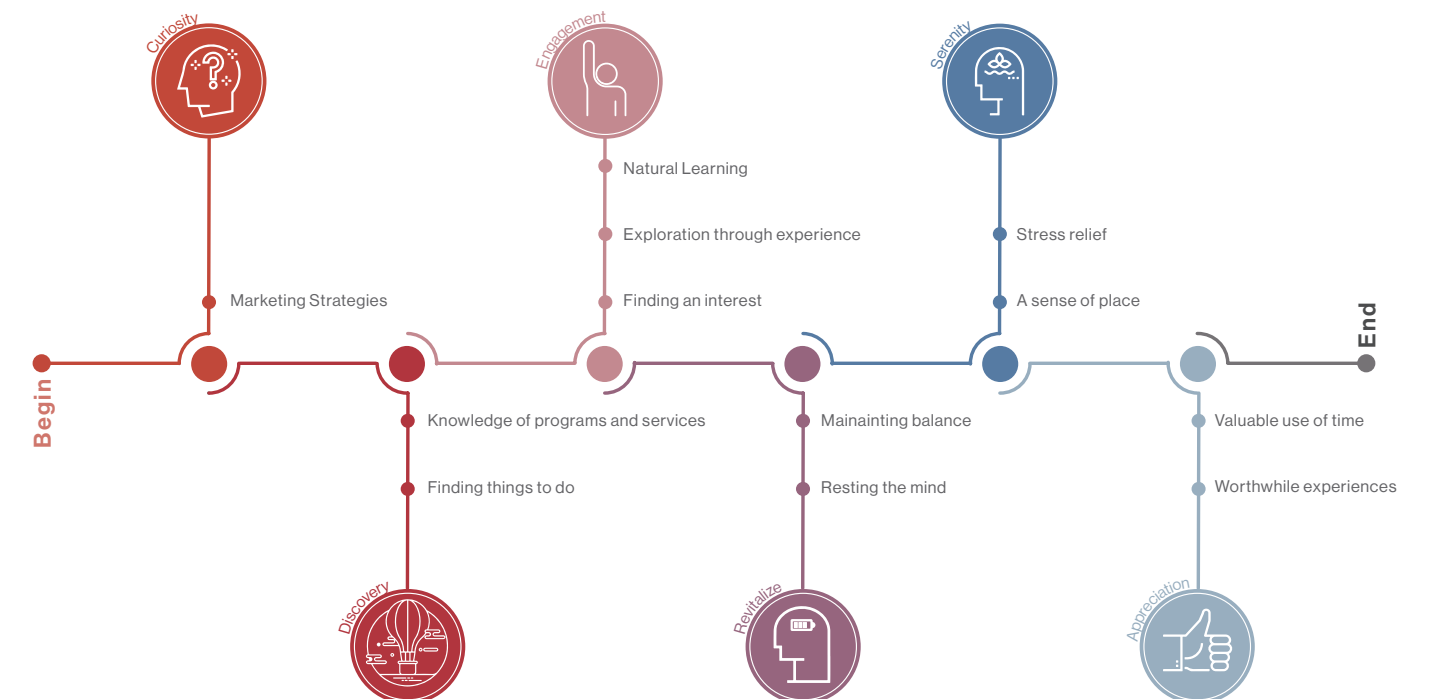 Curiosity
Engagement
Serenity
Natural Learning
Exploration through experience
Stress relief
Marketing Strategies
Finding an interest
A sense of place
End
Begin
Knowledge of programs and services
Mainainting balance
Valuable use of time
Finding things to do
Resting the mind
Worthwhile experiences
Discovery
Revitalize
Appreciation